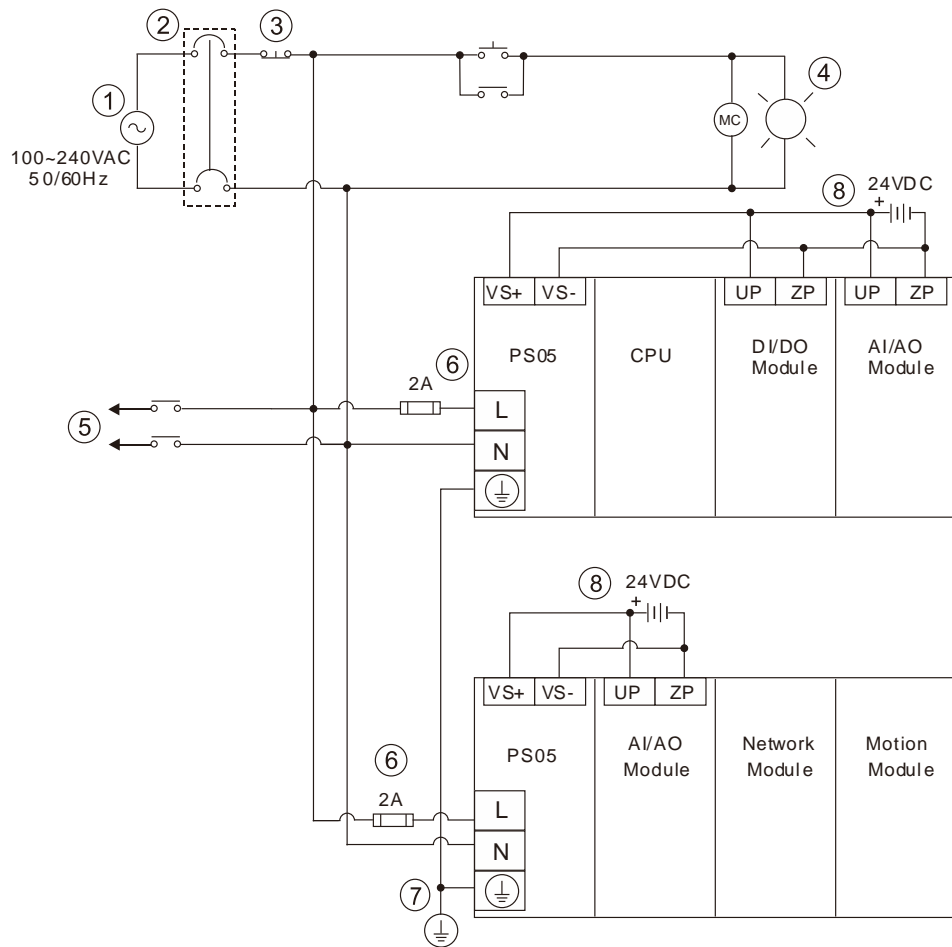 ② ③
①
④
MC
100~240VAC
50/60Hz
⑧ 24VDC
+
VS+ VS- UP ZP UP ZP
PS05 CPU DI/DO Module AI/AO Module
⑥
2A
L
⑤
N
⑧ 24VDC
+
VS+ VS- UP ZP
PS05 AI/AO Module Network Module Motion Module
⑥
2A
L
N
⑦